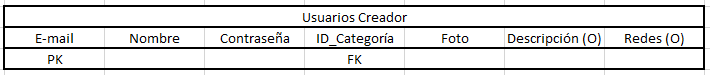 Usuarios Creador
E-mail Nombre Contraseña ID_Categoría Foto Descripción (O) Redes (O)
PK FK